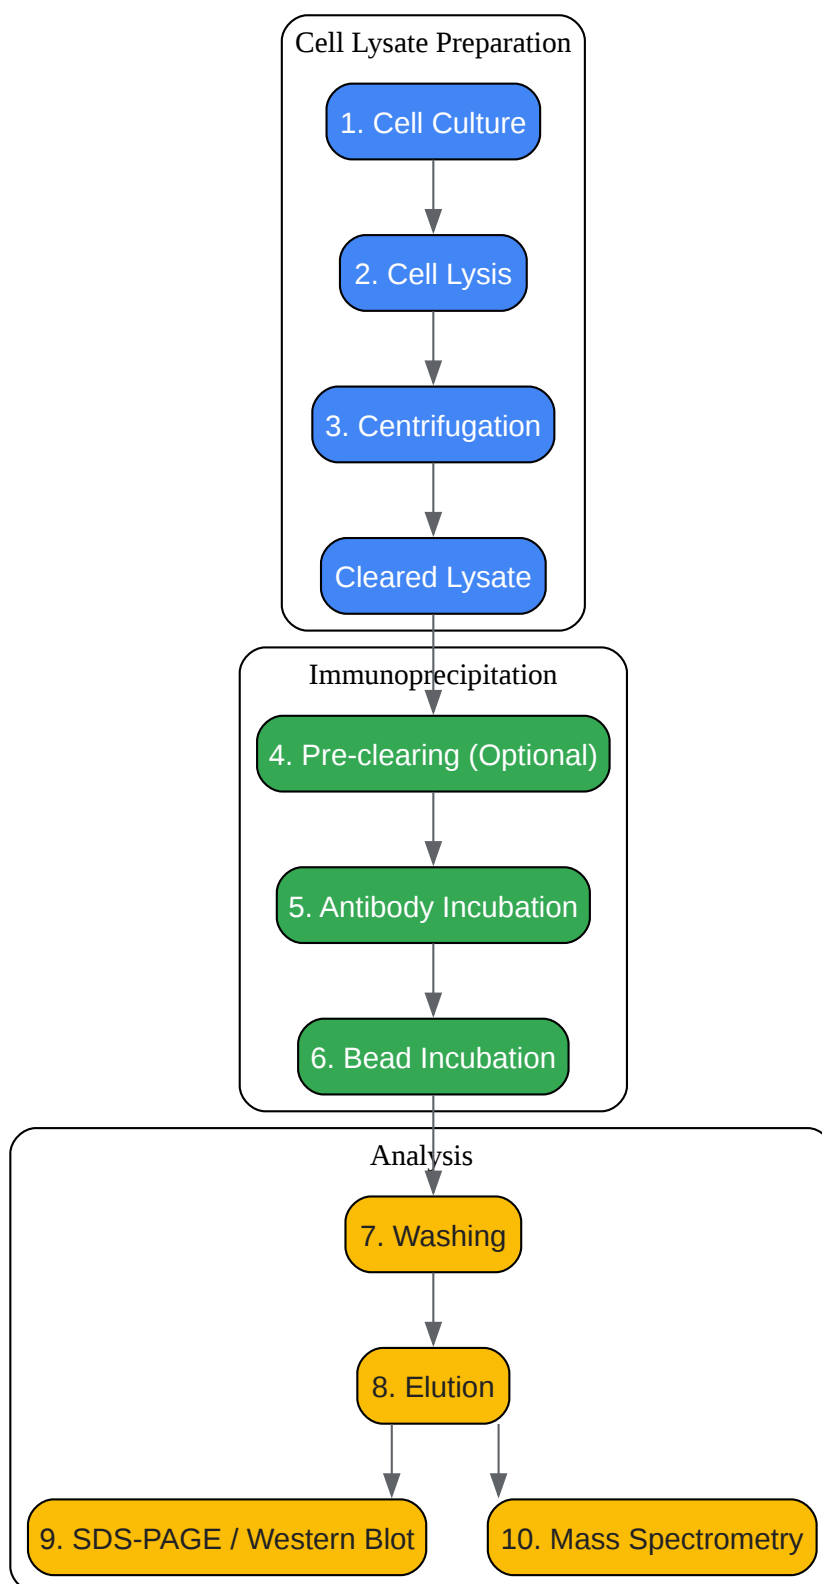 Cell Lysate Preparation
1. Cell Culture
2. Cell Lysis
3. Centrifugation
Cleared Lysate
Immunoprecipitation
4. Pre-clearing (Optional)
5. Antibody Incubation
6. Bead Incubation
Analysis
7. Washing
8. Elution
9. SDS-PAGE / Western Blot
10. Mass Spectrometry